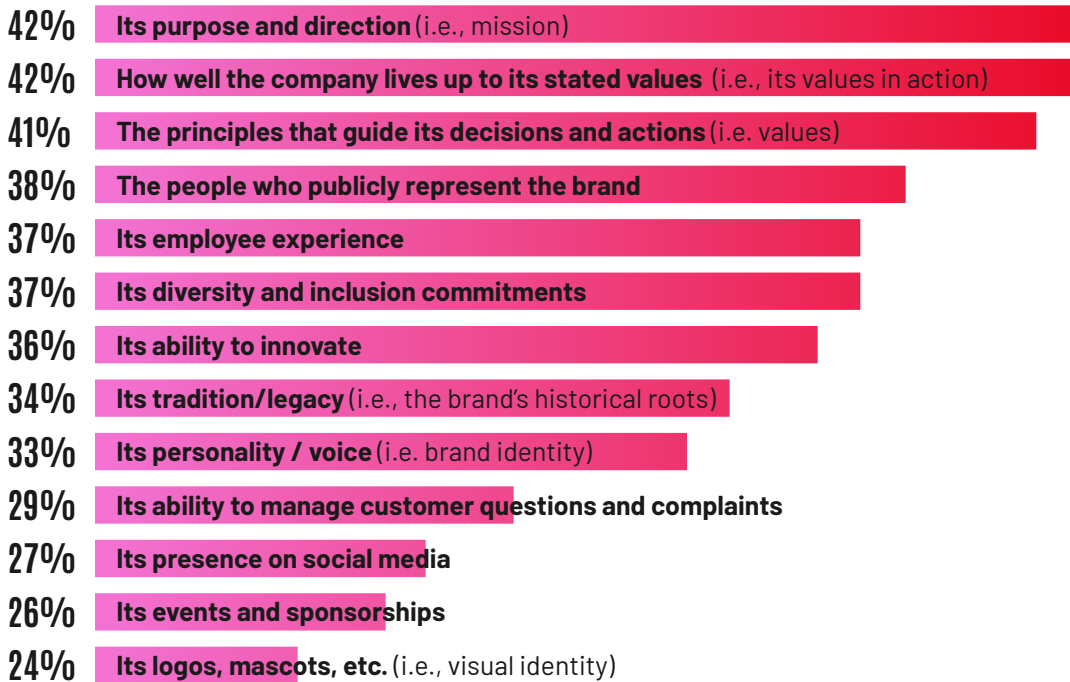 42% Its purpose and direction (i.e., mission)
42% How well the company lives up to its stated values (i.e., its values in action)
41% The principles that guide its decisions and actions (i.e. values)
38% The people who publicly represent the brand
37% Its employee experience
37% Its diversity and inclusion commitments
36% Its ability to innovate
34% Its tradition/legacy (i.e., the brand’s historical roots)
33% Its personality / voice (i.e. brand identity)
29% Its ability to manage customer questions and complaints
27% Its presence on social media
26% Its events and sponsorships
24% Its logos, mascots, etc. (i.e., visual identity)